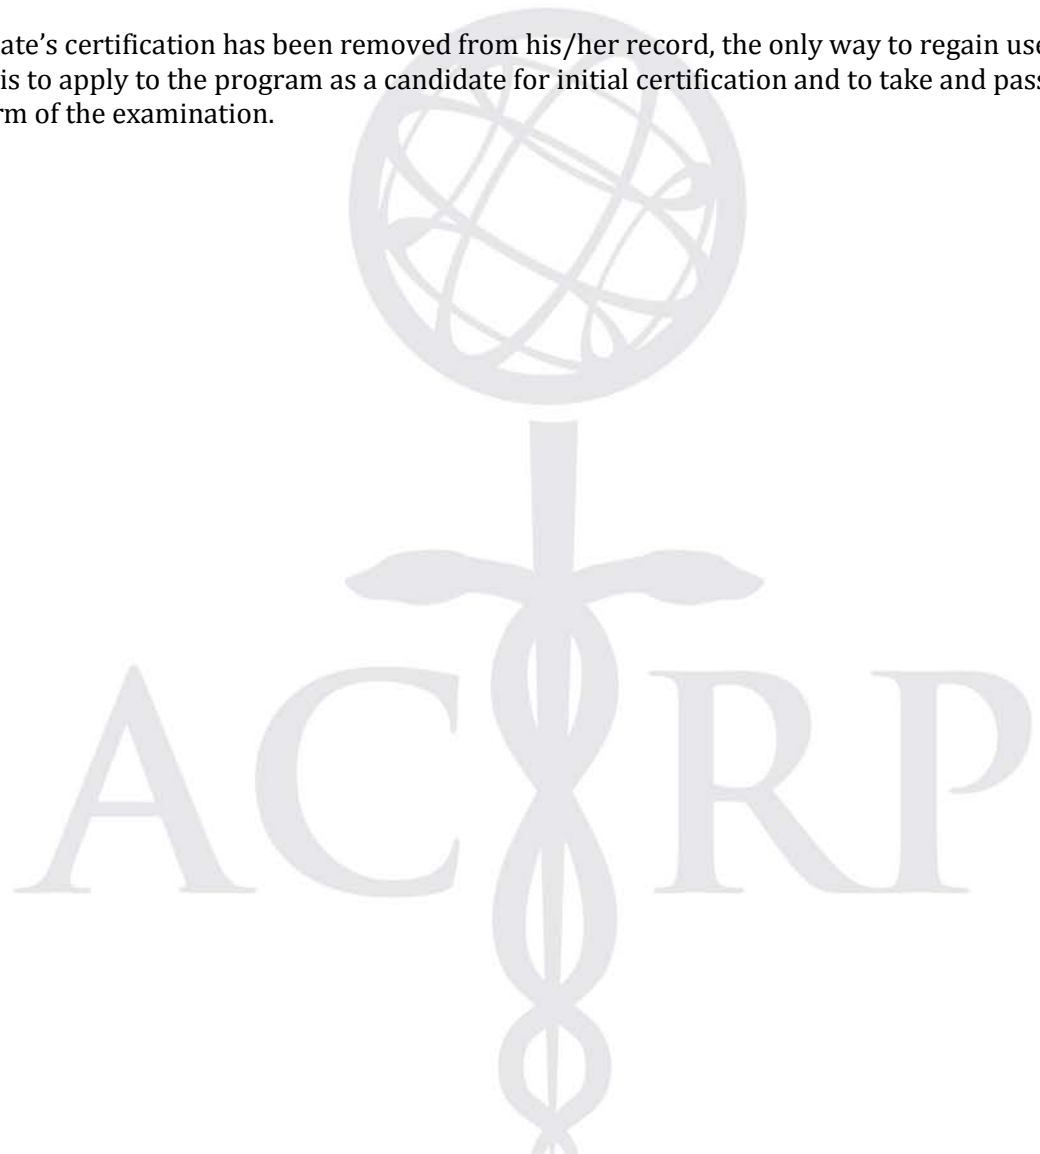 ate’s certification has been removed from his/her record, the only way to regain use
is to apply to the program as a candidate for initial certification and to take and pass
rm of the examination.
ACRP